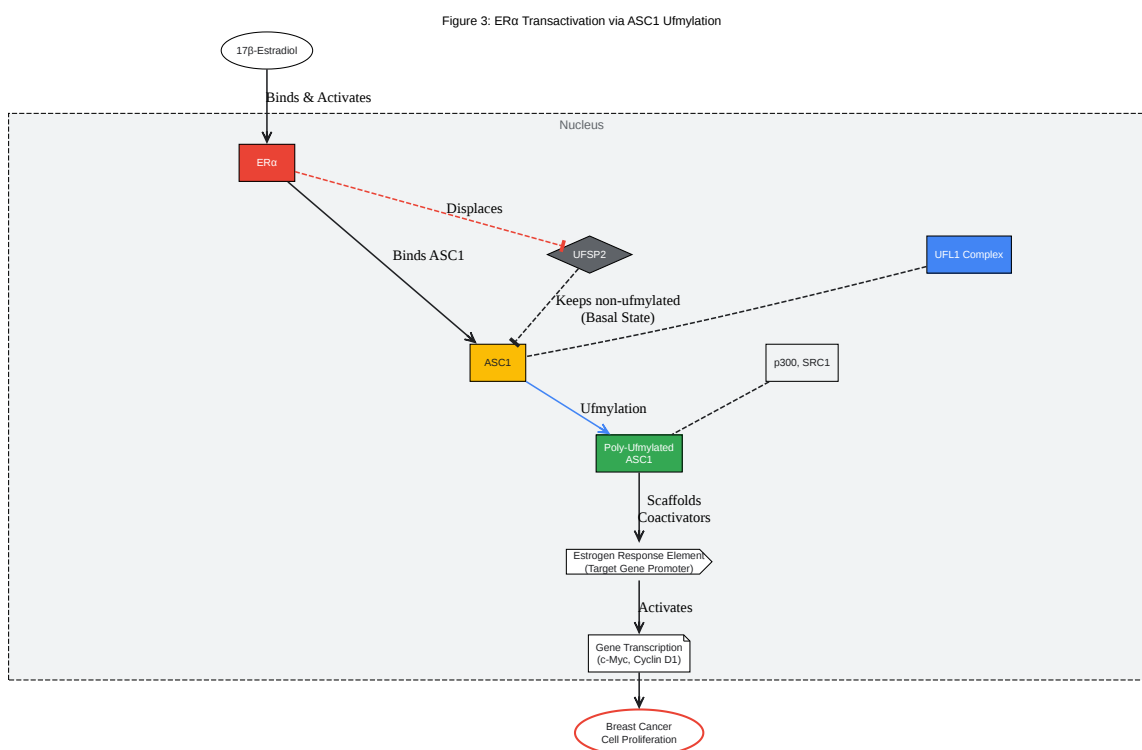 Figure 3: ERα Transactivation via ASC1 Ufmylation
17β-Estradiol
Binds & Activates
Nucleus
ERα
Displaces
Binds ASC1
UFSP2
UFL1 Complex
Keeps non-ufmylated
(Basal State)
ASC1
p300, SRC1
Ufmylation
Poly-Ufmylated
ASC1
Scaffolds
Coactivators
Estrogen Response Element
(Target Gene Promoter)
Activates
Gene Transcription
(c-Myc, Cyclin D1)
Breast Cancer
Cell Proliferation